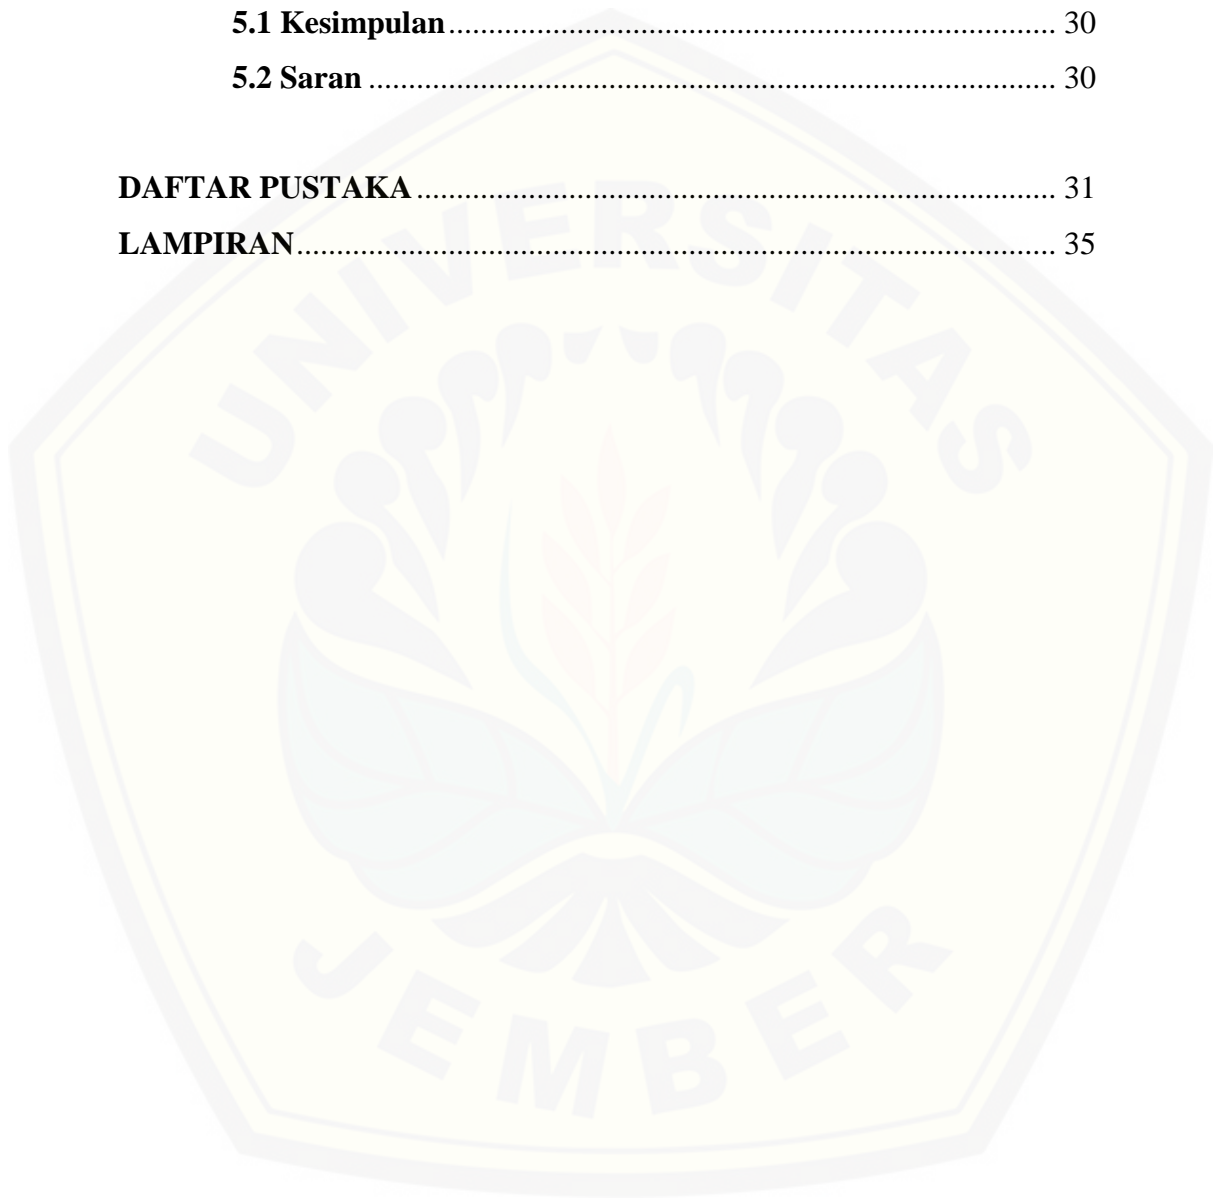 5.1 Kesimpulan............................................................................. 30
5.2 Saran ....................................................................................... 30
DAFTAR PUSTAKA ................................................................................. 31
LAMPIRAN................................................................................................ 35
UNIVERSITAS
JEMBER